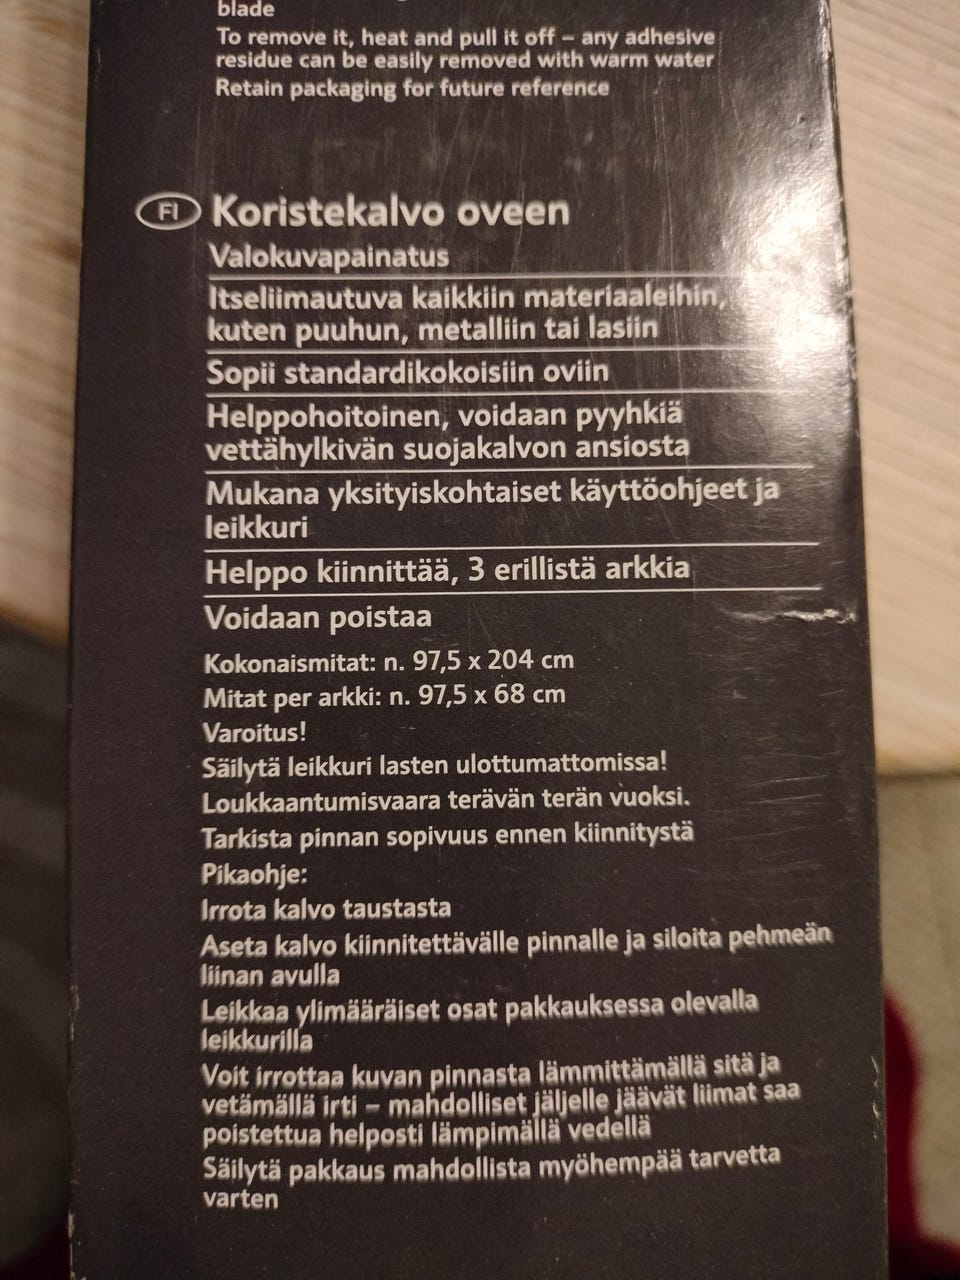 blade
To remove it, heat and pull it off – any adhesive
residue can be easily removed with warm water
Retain packaging for future reference
FI Koristekalvo oveen
Valokuvapainatus
Itseliimautuva kaikkiin materiaaleihin,
kuten puuhun, metalliin tai lasiin
Sopii standardikokoisiin oviin
Helppohoitoinen, voidaan pyyhkiä
vettähylkivän suojakalvon ansiosta
Mukana yksityiskohtaiset käyttöohjeet ja
leikkuri
Helppo kiinnittää, 3 erillistä arkkia
Voidaan poistaa
Kokonaismitat: n. 97,5 x 204 cm
Mitat per arkki: n. 97,5 x 68 cm
Varoitus!
Säilytä leikkuri lasten ulottumattomissa!
Loukkaantumisvaara terävän terän vuoksi.
Tarkista pinnan sopivuus ennen kiinnitystä
Pikaohje:
Irrota kalvo taustasta
Aseta kalvo kiinnitettävälle pinnalle ja siloita pehmeän
liinan avulla
Leikkaa ylimääräiset osat pakkauksessa olevalla
leikkurilla
Voit irrottaa kuvan pinnasta lämmittämällä sitä ja
vetämällä irti – mahdolliset jäljelle jäävät liimat saa
poistettua helposti lämpimällä vedellä
Säilytä pakkaus mahdollista myöhempää tarvetta
varten